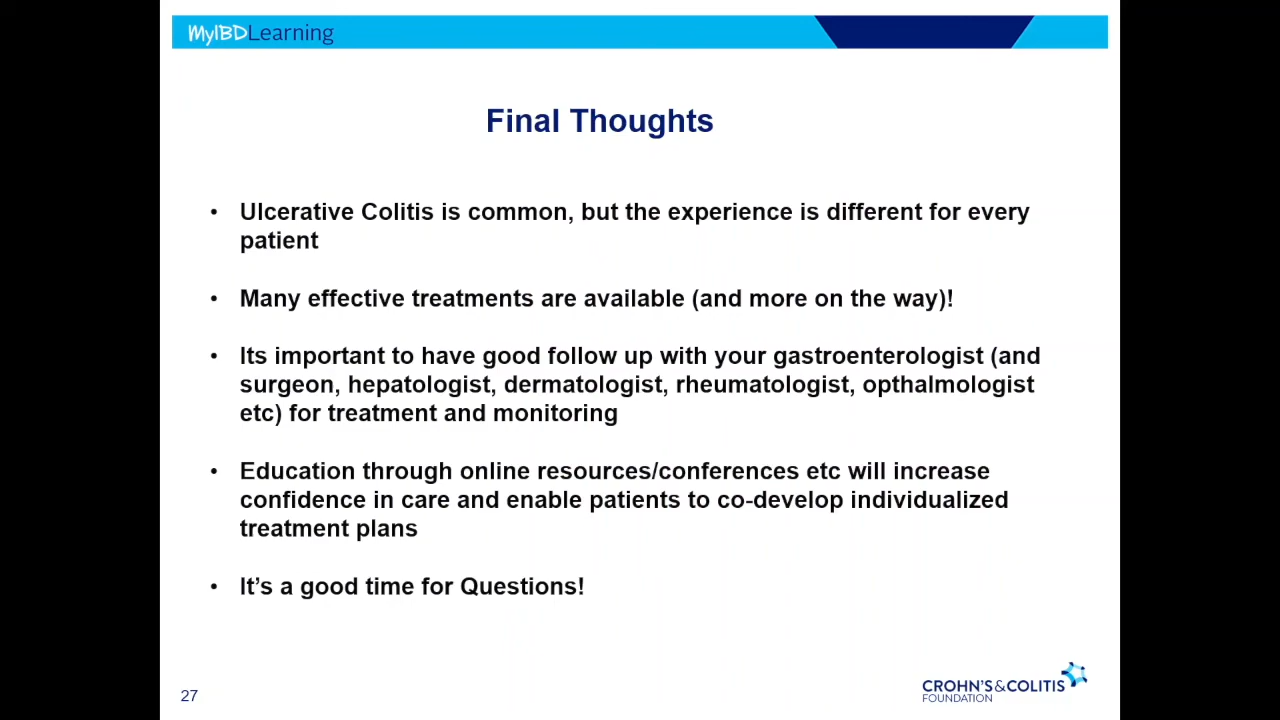 MyIBDLearning
Final Thoughts
• Ulcerative Colitis is common, but the experience is different for every
patient
• Many effective treatments are available (and more on the way)!
• Its important to have good follow up with your gastroenterologist (and
surgeon, hepatologist, dermatologist, rheumatologist, opthalmologist
etc) for treatment and monitoring
• Education through online resources/conferences etc will increase
confidence in care and enable patients to co-develop individualized
treatment plans
• It’s a good time for Questions!
27
CROHN'S&COLITIS
FOUNDATION